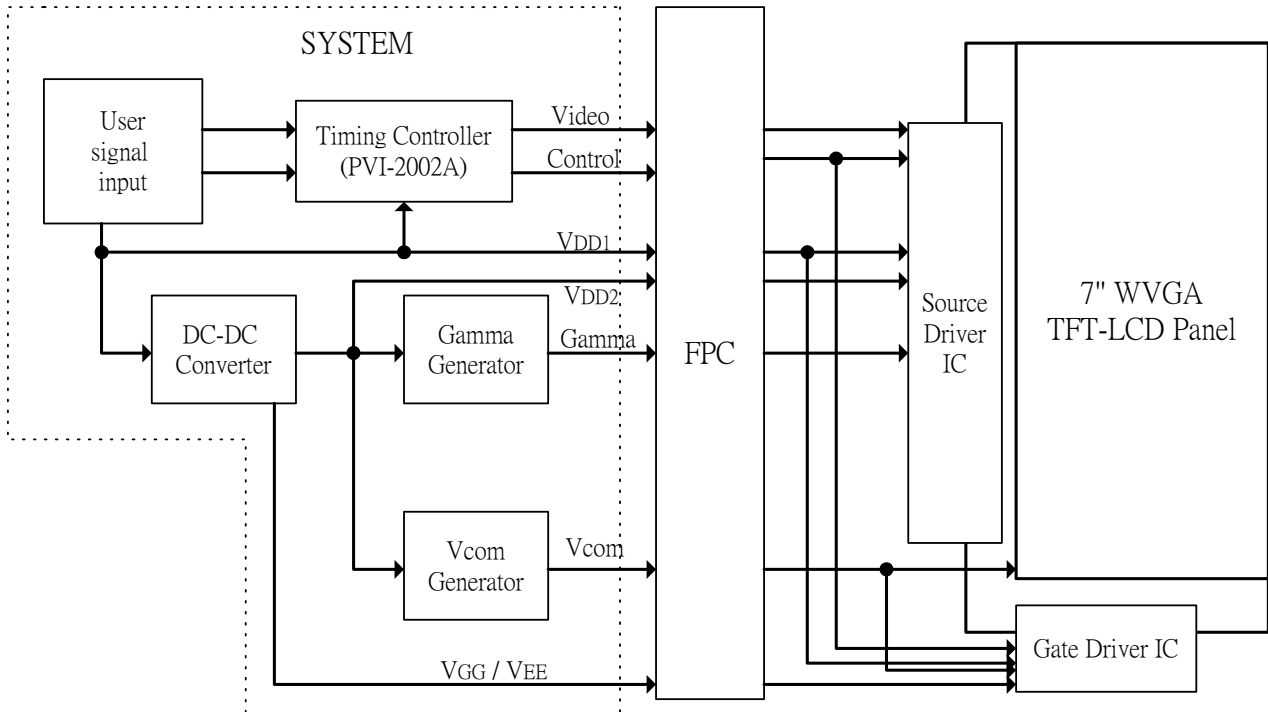 SYSTEM
User
signal
input
Timing Controller
(PVI-2002A)
Video
Control
VDD1
VDD2
DC-DC
Converter
Gamma
Generator
Gamma
FPC
Source
Driver
IC
7" WVGA
TFT-LCD Panel
Vcom
Generator
Vcom
VGG / VEE
Gate Driver IC